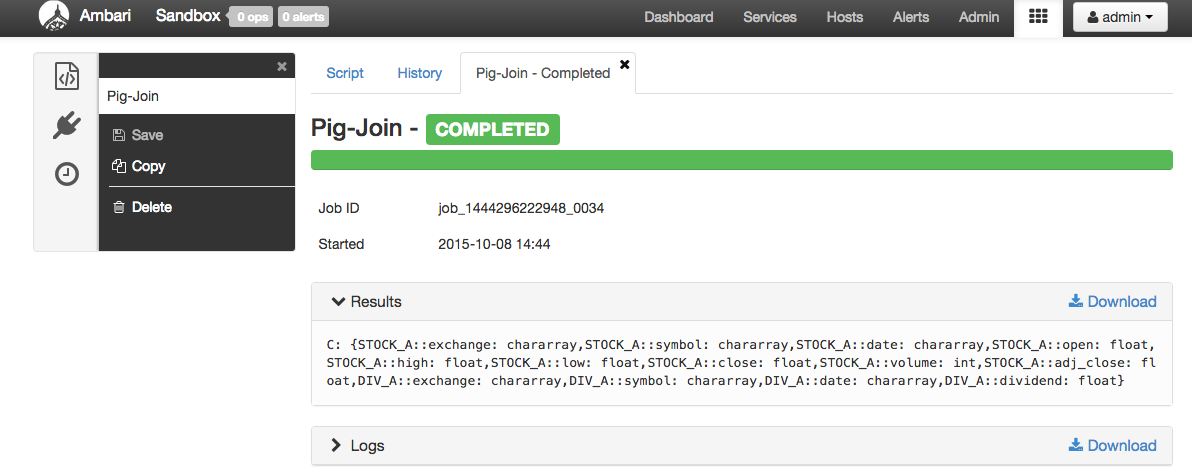 Ambari Sandbox 0 ops 0 alerts Dashboard Services Hosts Alerts Admin admin
Script History Pig-Join - Completed
Pig-Join
Save
Copy
Delete
Pig-Join - COMPLETED
Job ID job_1444296222948_0034
Started 2015-10-08 14:44
Results Download
C: {STOCK_A::exchange: chararray,STOCK_A::symbol: chararray,STOCK_A::date: chararray,STOCK_A::open: float,
STOCK_A::high: float,STOCK_A::low: float,STOCK_A::close: float,STOCK_A::volume: int,STOCK_A::adj_close: fl
oat,DIV_A::exchange: chararray,DIV_A::symbol: chararray,DIV_A::date: chararray,DIV_A::dividend: float}
Logs Download